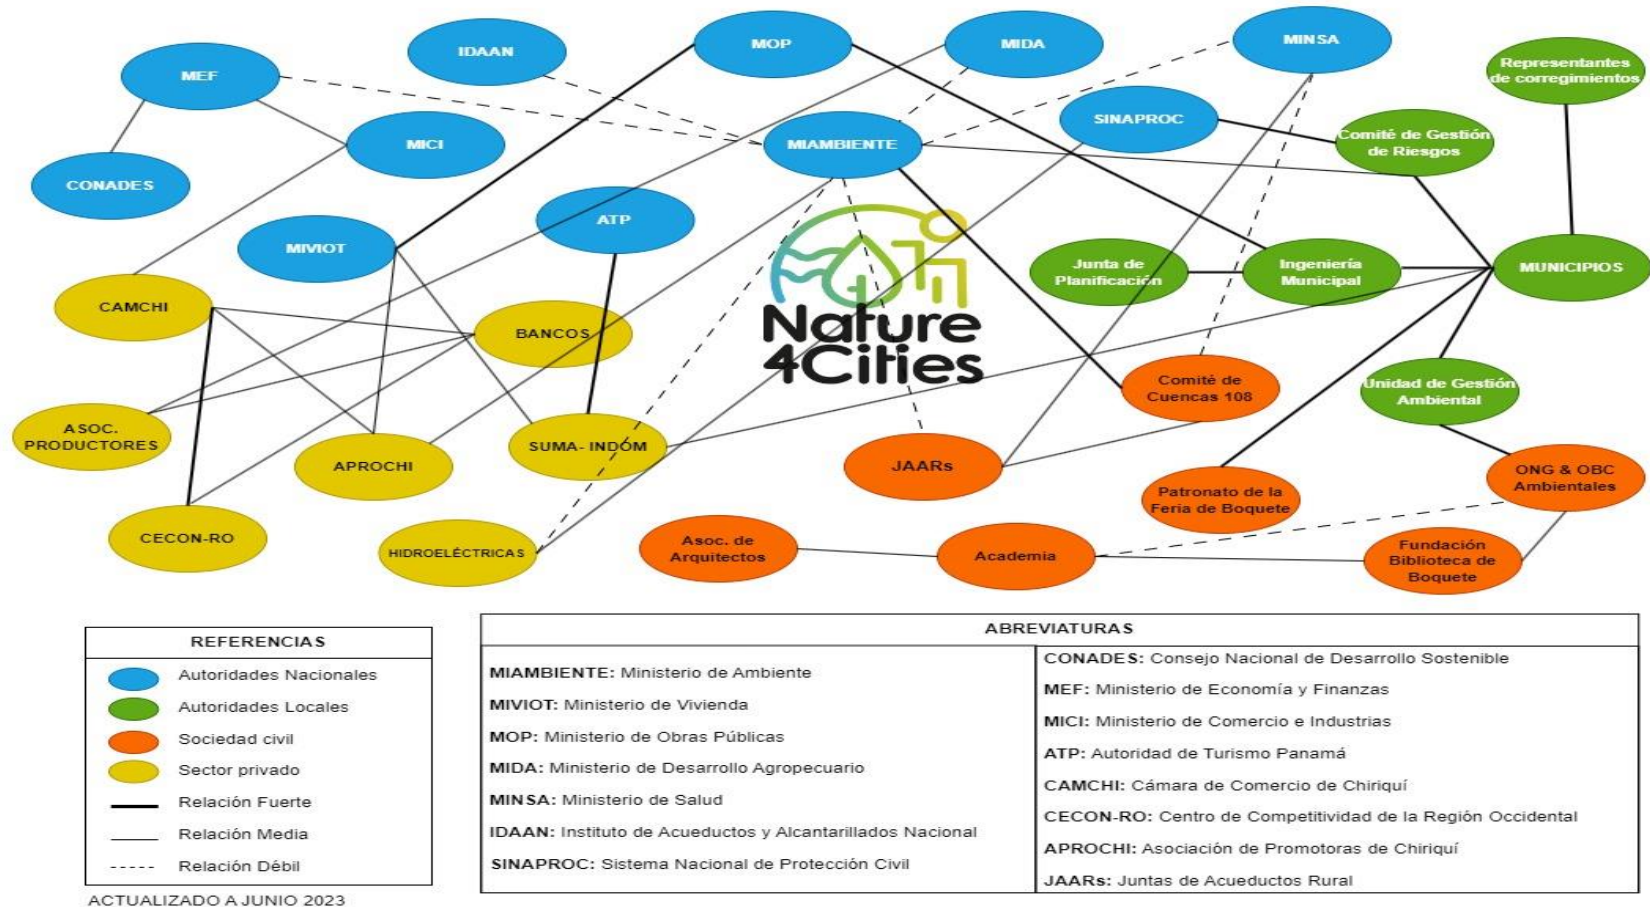 MOP
MIDA
MINSA
IDAAN
MEF
Representantes
de corregimientos
SINAPROC
MICI
MIAMBIENTE
Comité de Gestión
de Riesgos
CONADES
ATP
MIVIOT
Junta de
Planificación
Ingeniería
Municipal
MUNICIPIOS
CAMCHI
BANCOS
Nature
4Cities
Comité de
Cuencas 108
Unidad de Gestión
Ambiental
ASOC.
PRODUCTORES
APROCHI
SUMA- INDOM
JAARs
Patronato de la
Feria de Boquete
ONG & OBC
Ambientales
CECON-RO
HIDROELÉCTRICAS
Asoc. de
Arquitectos
Academia
Fundación
Biblioteca de
Boquete
REFERENCIAS
Autoridades Nacionales
Autoridades Locales
Sociedad civil
Sector privado
Relación Fuerte
Relación Media
Relación Débil
ACTUALIZADO A JUNIO 2023
ABREVIATURAS
MIAMBIENTE: Ministerio de Ambiente
MIVIOT: Ministerio de Vivienda
MOP: Ministerio de Obras Públicas
MIDA: Ministerio de Desarrollo Agropecuario
MINSA: Ministerio de Salud
IDAAN: Instituto de Acueductos y Alcantarillados Nacional
SINAPROC: Sistema Nacional de Protección Civil
CONADES: Consejo Nacional de Desarrollo Sostenible
MEF: Ministerio de Economía y Finanzas
MICI: Ministerio de Comercio e Industrias
ATP: Autoridad de Turismo Panamá
CAMCHI: Cámara de Comercio de Chiriquí
CECON-RO: Centro de Competitividad de la Región Occidental
APROCHI: Asociación de Promotoras de Chiriquí
JAARs: Juntas de Acueductos Rural